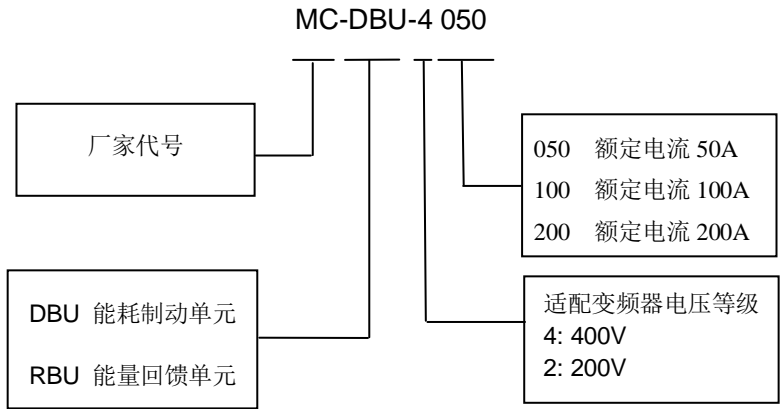 MC-DBU-4 050
厂家代号
050 额定电流 50A
100 额定电流 100A
200 额定电流 200A
DBU 能耗制动单元
RBU 能量回馈单元
适配变频器电压等级
4: 400V
2: 200V